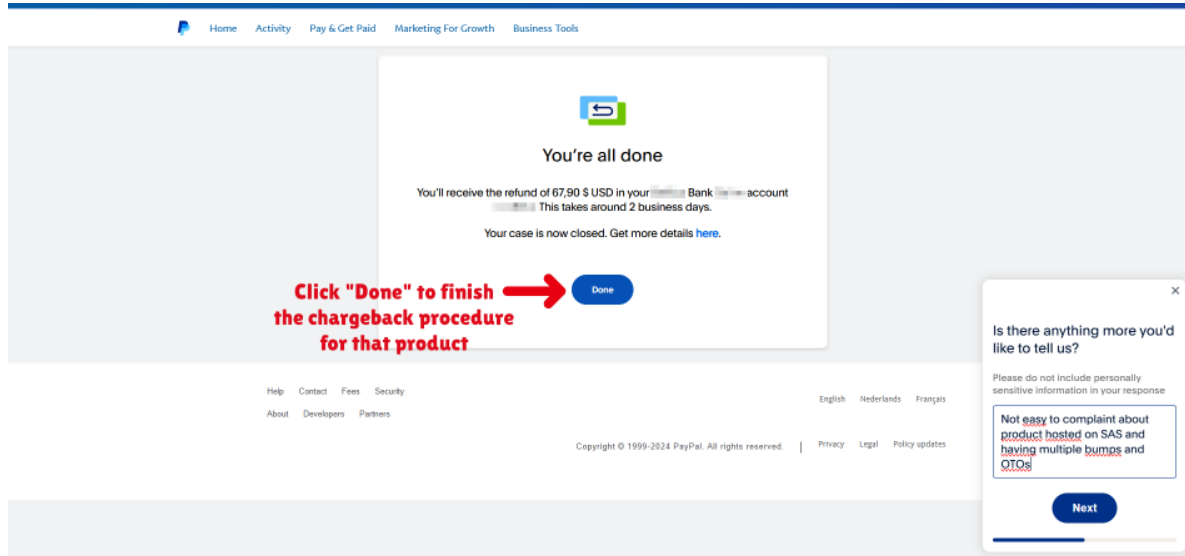 Home Activity Pay & Get Paid Marketing For Growth Business Tools
You're all done
You'll receive the refund of 67,90 $ USD in your Bank account
This takes around 2 business days.
Your case is now closed. Get more details here.
Click "Done" to finish
the chargeback procedure
for that product
Done
Is there anything more you'd
like to tell us?
Please do not include personally
sensitive information in your response
Not easy to complaint about
product hosted on SAS and
having multiple bumps and
OTOs
Next
Help Contact Fees Security
About Developers Partners
English Nederlands Français
Copyright © 1999-2024 PayPal. All rights reserved. | Privacy Legal Policy updates